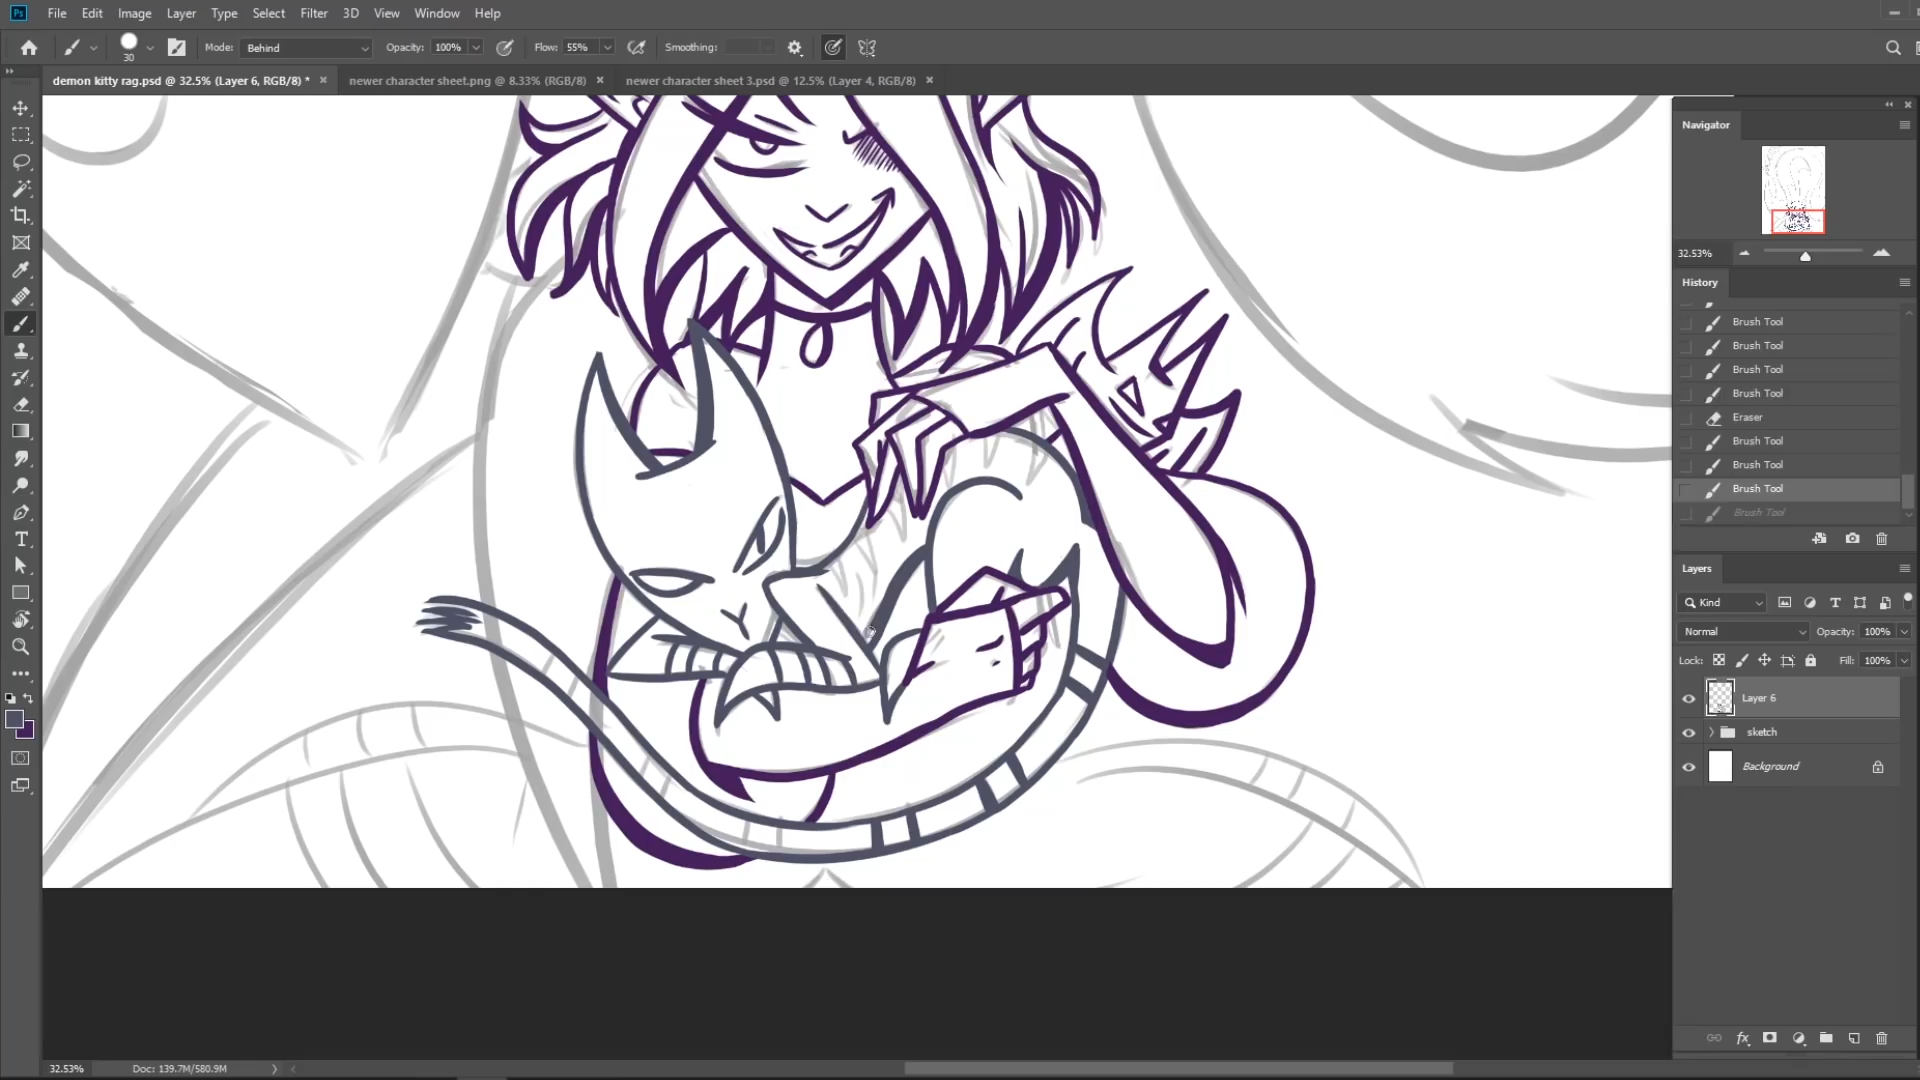 Ps File Edit Image Layer Type Select Filter 3D View Window Help
30 Mode: Behind Opacity: 100% Flow: 55% Smoothing:
demon kitty rag.psd @ 32.5% (Layer 6, RGB/8) * newer character sheet.png @ 8.33% (RGB/8) newer character sheet 3.psd @ 12.5% (Layer 4, RGB/8)
Navigator
32.53%
History
Brush Tool
Brush Tool
Brush Tool
Brush Tool
Eraser
Brush Tool
Brush Tool
Brush Tool
Brush Tool
Layers
Kind
Normal Opacity: 100%
Lock: Fill: 100%
Layer 6
sketch
Background
fx
32.53% Doc: 139.7M/580.9M